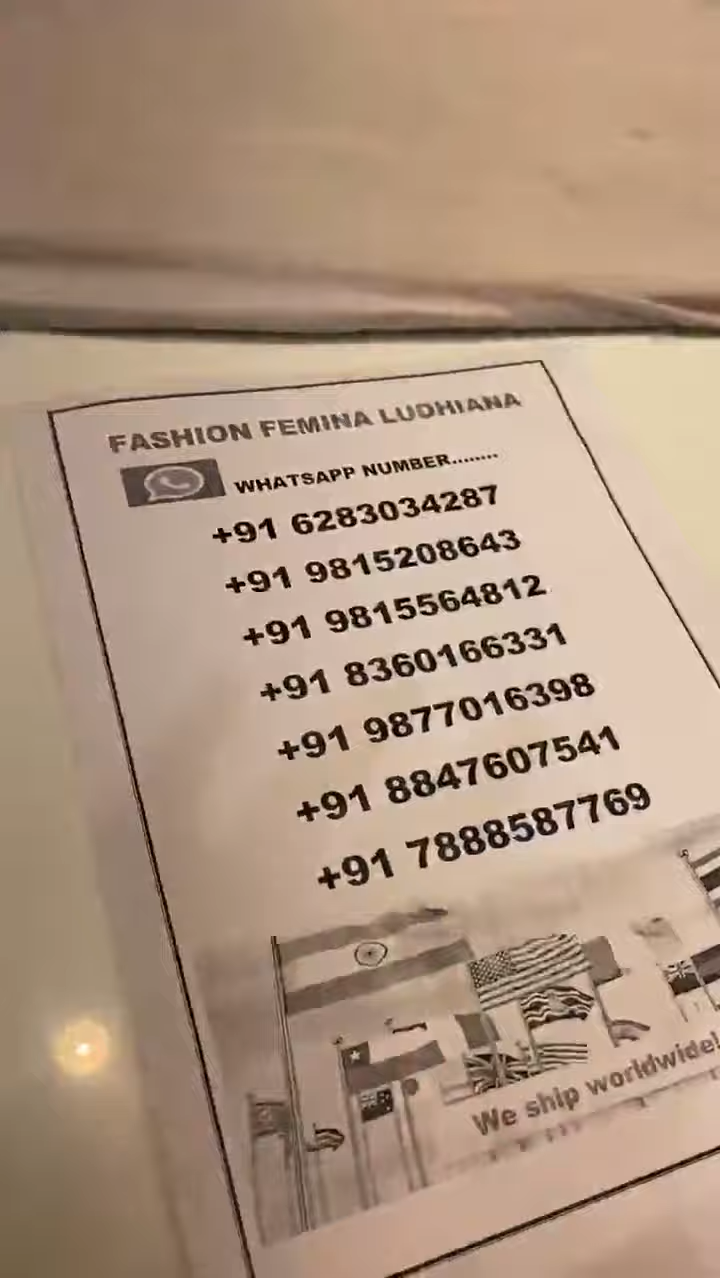 FASHION FEMINA LUDHIANA
WHATSAPP NUMBER........
+91 6283034287
+91 9815208643
+91 9815564812
+91 8360166331
+91 9877016398
+91 8847607541
+91 7888587769
We ship worldwide!